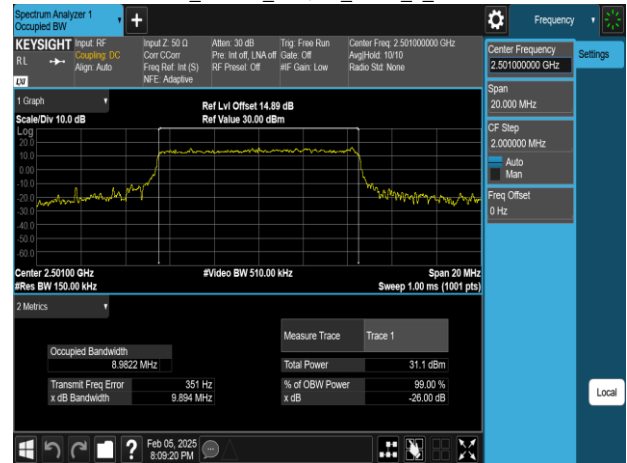 Spectrum Analyzer 1
Occupied BW
Frequency
KEYSIGHT
RL
LXI
Input: RF
Coupling: DC
Align: Auto
Input Z: 50 Ω
Corr CCorr
Freq Ref: Int (S)
NFE: Adaptive
Atten: 30 dB
Pre: Int off, LNA off
RF Presel: Off
Trig: Free Run
Gate: Off
#IF Gain: Low
Center Freq: 2.501000000 GHz
Avg|Hold: 10/10
Radio Std: None
Center Frequency
2.501000000 GHz
Settings
Span
20.000 MHz
CF Step
2.000000 MHz
Auto
Man
Freq Offset
0 Hz
1 Graph
Scale/Div 10.0 dB
Ref Lvl Offset 14.89 dB
Ref Value 30.00 dBm
Log
20.0
10.0
0.00
-10.0
-20.0
-30.0
-40.0
-50.0
-60.0
Center 2.50100 GHz
#Res BW 150.00 kHz
#Video BW 510.00 kHz
Span 20 MHz
Sweep 1.00 ms (1001 pts)
2 Metrics
Measure Trace Trace 1
Occupied Bandwidth
8.9822 MHz
Total Power 31.1 dBm
Transmit Freq Error 351 Hz
% of OBW Power 99.00 %
x dB Bandwidth 9.894 MHz
x dB -26.00 dB
Local
?
Feb 05, 2025
8:09:20 PM